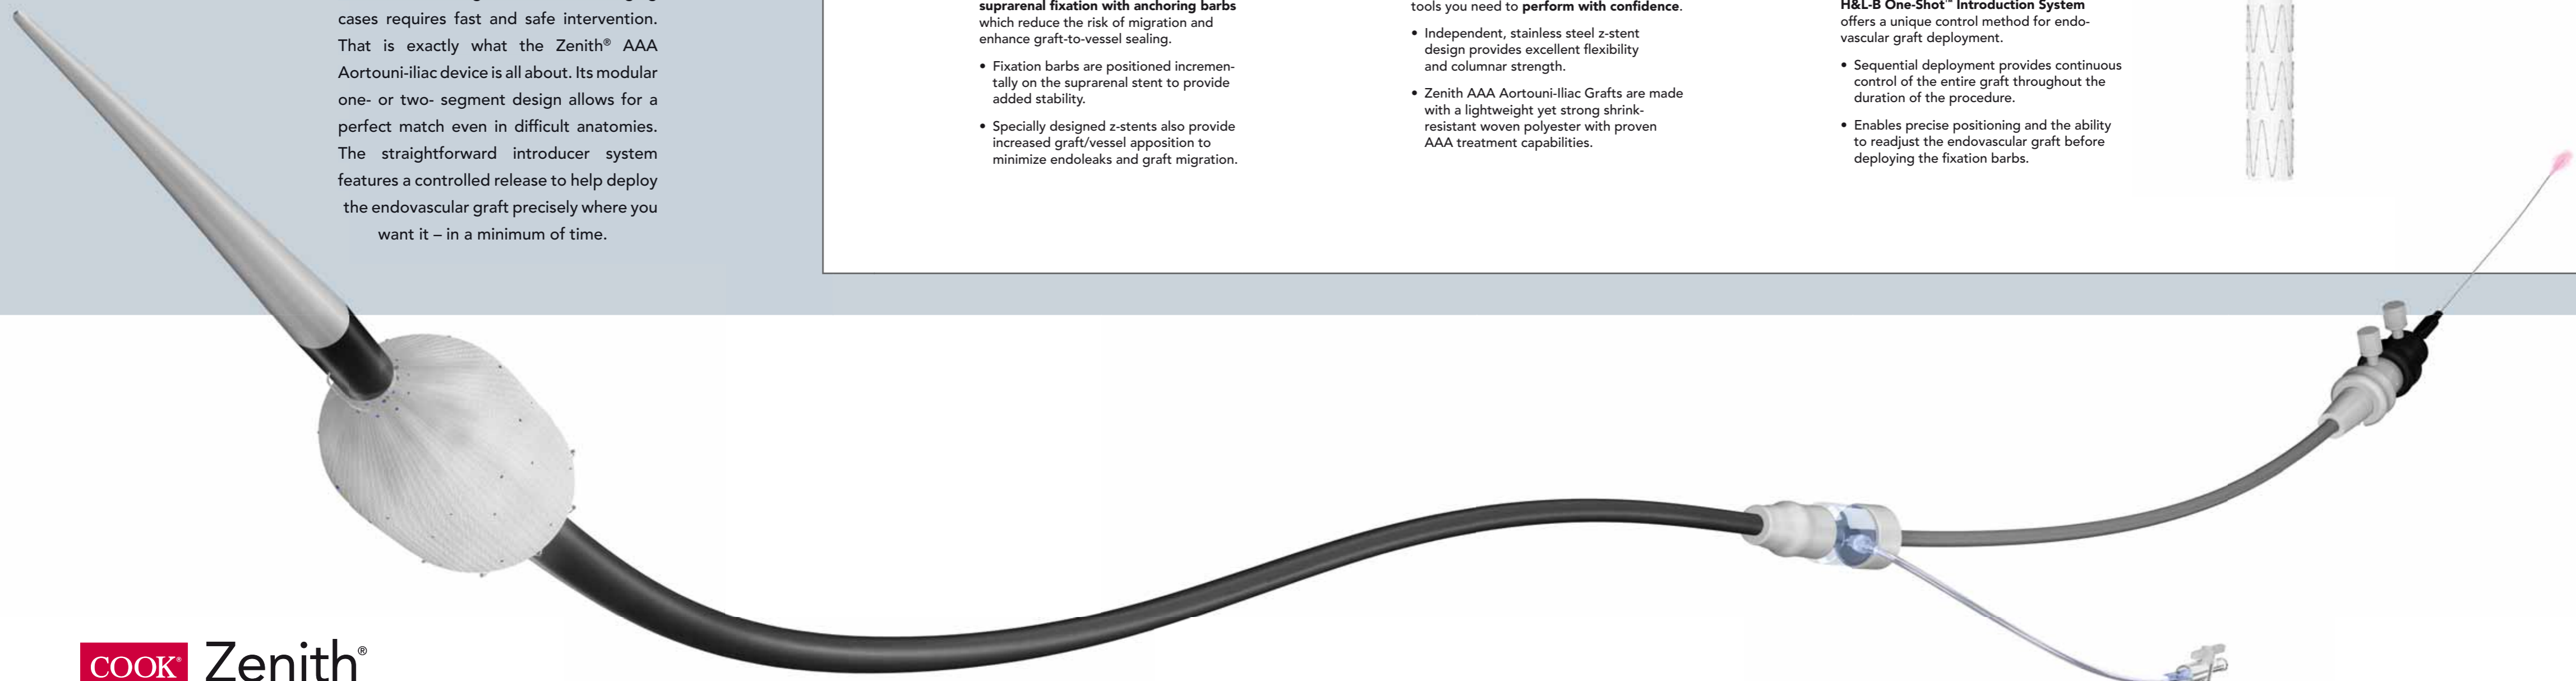 cases requires fast and safe intervention.
That is exactly what the Zenith® AAA
Aortouni-iliac device is all about. Its modular
one- or two- segment design allows for a
perfect match even in difficult anatomies.
The straightforward introducer system
features a controlled release to help deploy
the endovascular graft precisely where you
want it – in a minimum of time.
suprarenal fixation with anchoring barbs
which reduce the risk of migration and
enhance graft-to-vessel sealing.
• Fixation barbs are positioned incremen-
tally on the suprarenal stent to provide
added stability.
• Specially designed z-stents also provide
increased graft/vessel apposition to
minimize endoleaks and graft migration.
tools you need to perform with confidence.
• Independent, stainless steel z-stent
design provides excellent flexibility
and columnar strength.
• Zenith AAA Aortouni-Iliac Grafts are made
with a lightweight yet strong shrink-
resistant woven polyester with proven
AAA treatment capabilities.
H&L-B One-Shot™ Introduction System
offers a unique control method for endo-
vascular graft deployment.
• Sequential deployment provides continuous
control of the entire graft throughout the
duration of the procedure.
• Enables precise positioning and the ability
to readjust the endovascular graft before
deploying the fixation barbs.
COOK® Zenith®